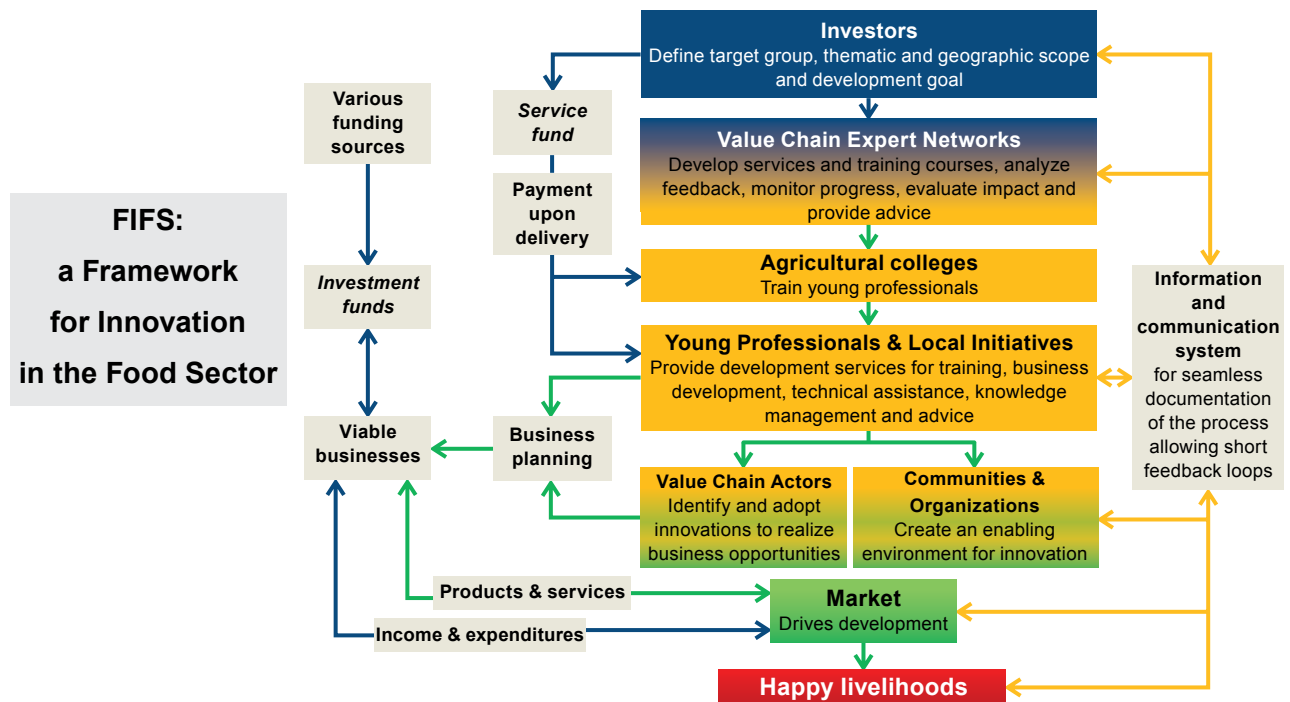 FIFS:
a Framework
for Innovation
in the Food Sector
Various
funding
sources
Investment
funds
Viable
businesses
Service
fund
Payment
upon
delivery
Business
planning
Investors
Define target group, thematic and geographic scope
and development goal
Value Chain Expert Networks
Develop services and training courses, analyze
feedback, monitor progress, evaluate impact and
provide advice
Agricultural colleges
Train young professionals
Young Professionals & Local Initiatives
Provide development services for training, business
development, technical assistance, knowledge
management and advice
Value Chain Actors
Identify and adopt
innovations to realize
business opportunities
Communities &
Organizations
Create an enabling
environment for innovation
Information
and
communication
system
for seamless
documentation
of the process
allowing short
feedback loops
Products & services
Income & expenditures
Market
Drives development
Happy livelihoods